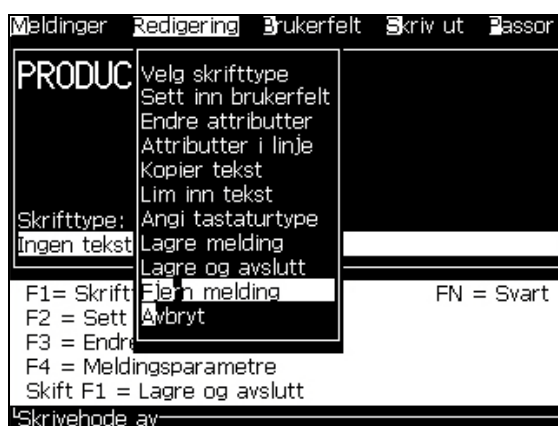 Meldinger Redigering Brukerfelt Skriv ut Passor
PRODUC
Velg skrifttype
Sett inn brukerfelt
Endre attributter
Attributter i linje
Kopier tekst
Lim inn tekst
Skrifttype: Angi tastaturtype
Ingen tekst Lagre melding
Lagre og avslutt
F1= Skrift Fjern melding FN = Svart
F2 = Sett Avbryt
F3 = Endre
F4 = Meldingsparametre
Skift F1 = Lagre og avslutt
Skrivehode av